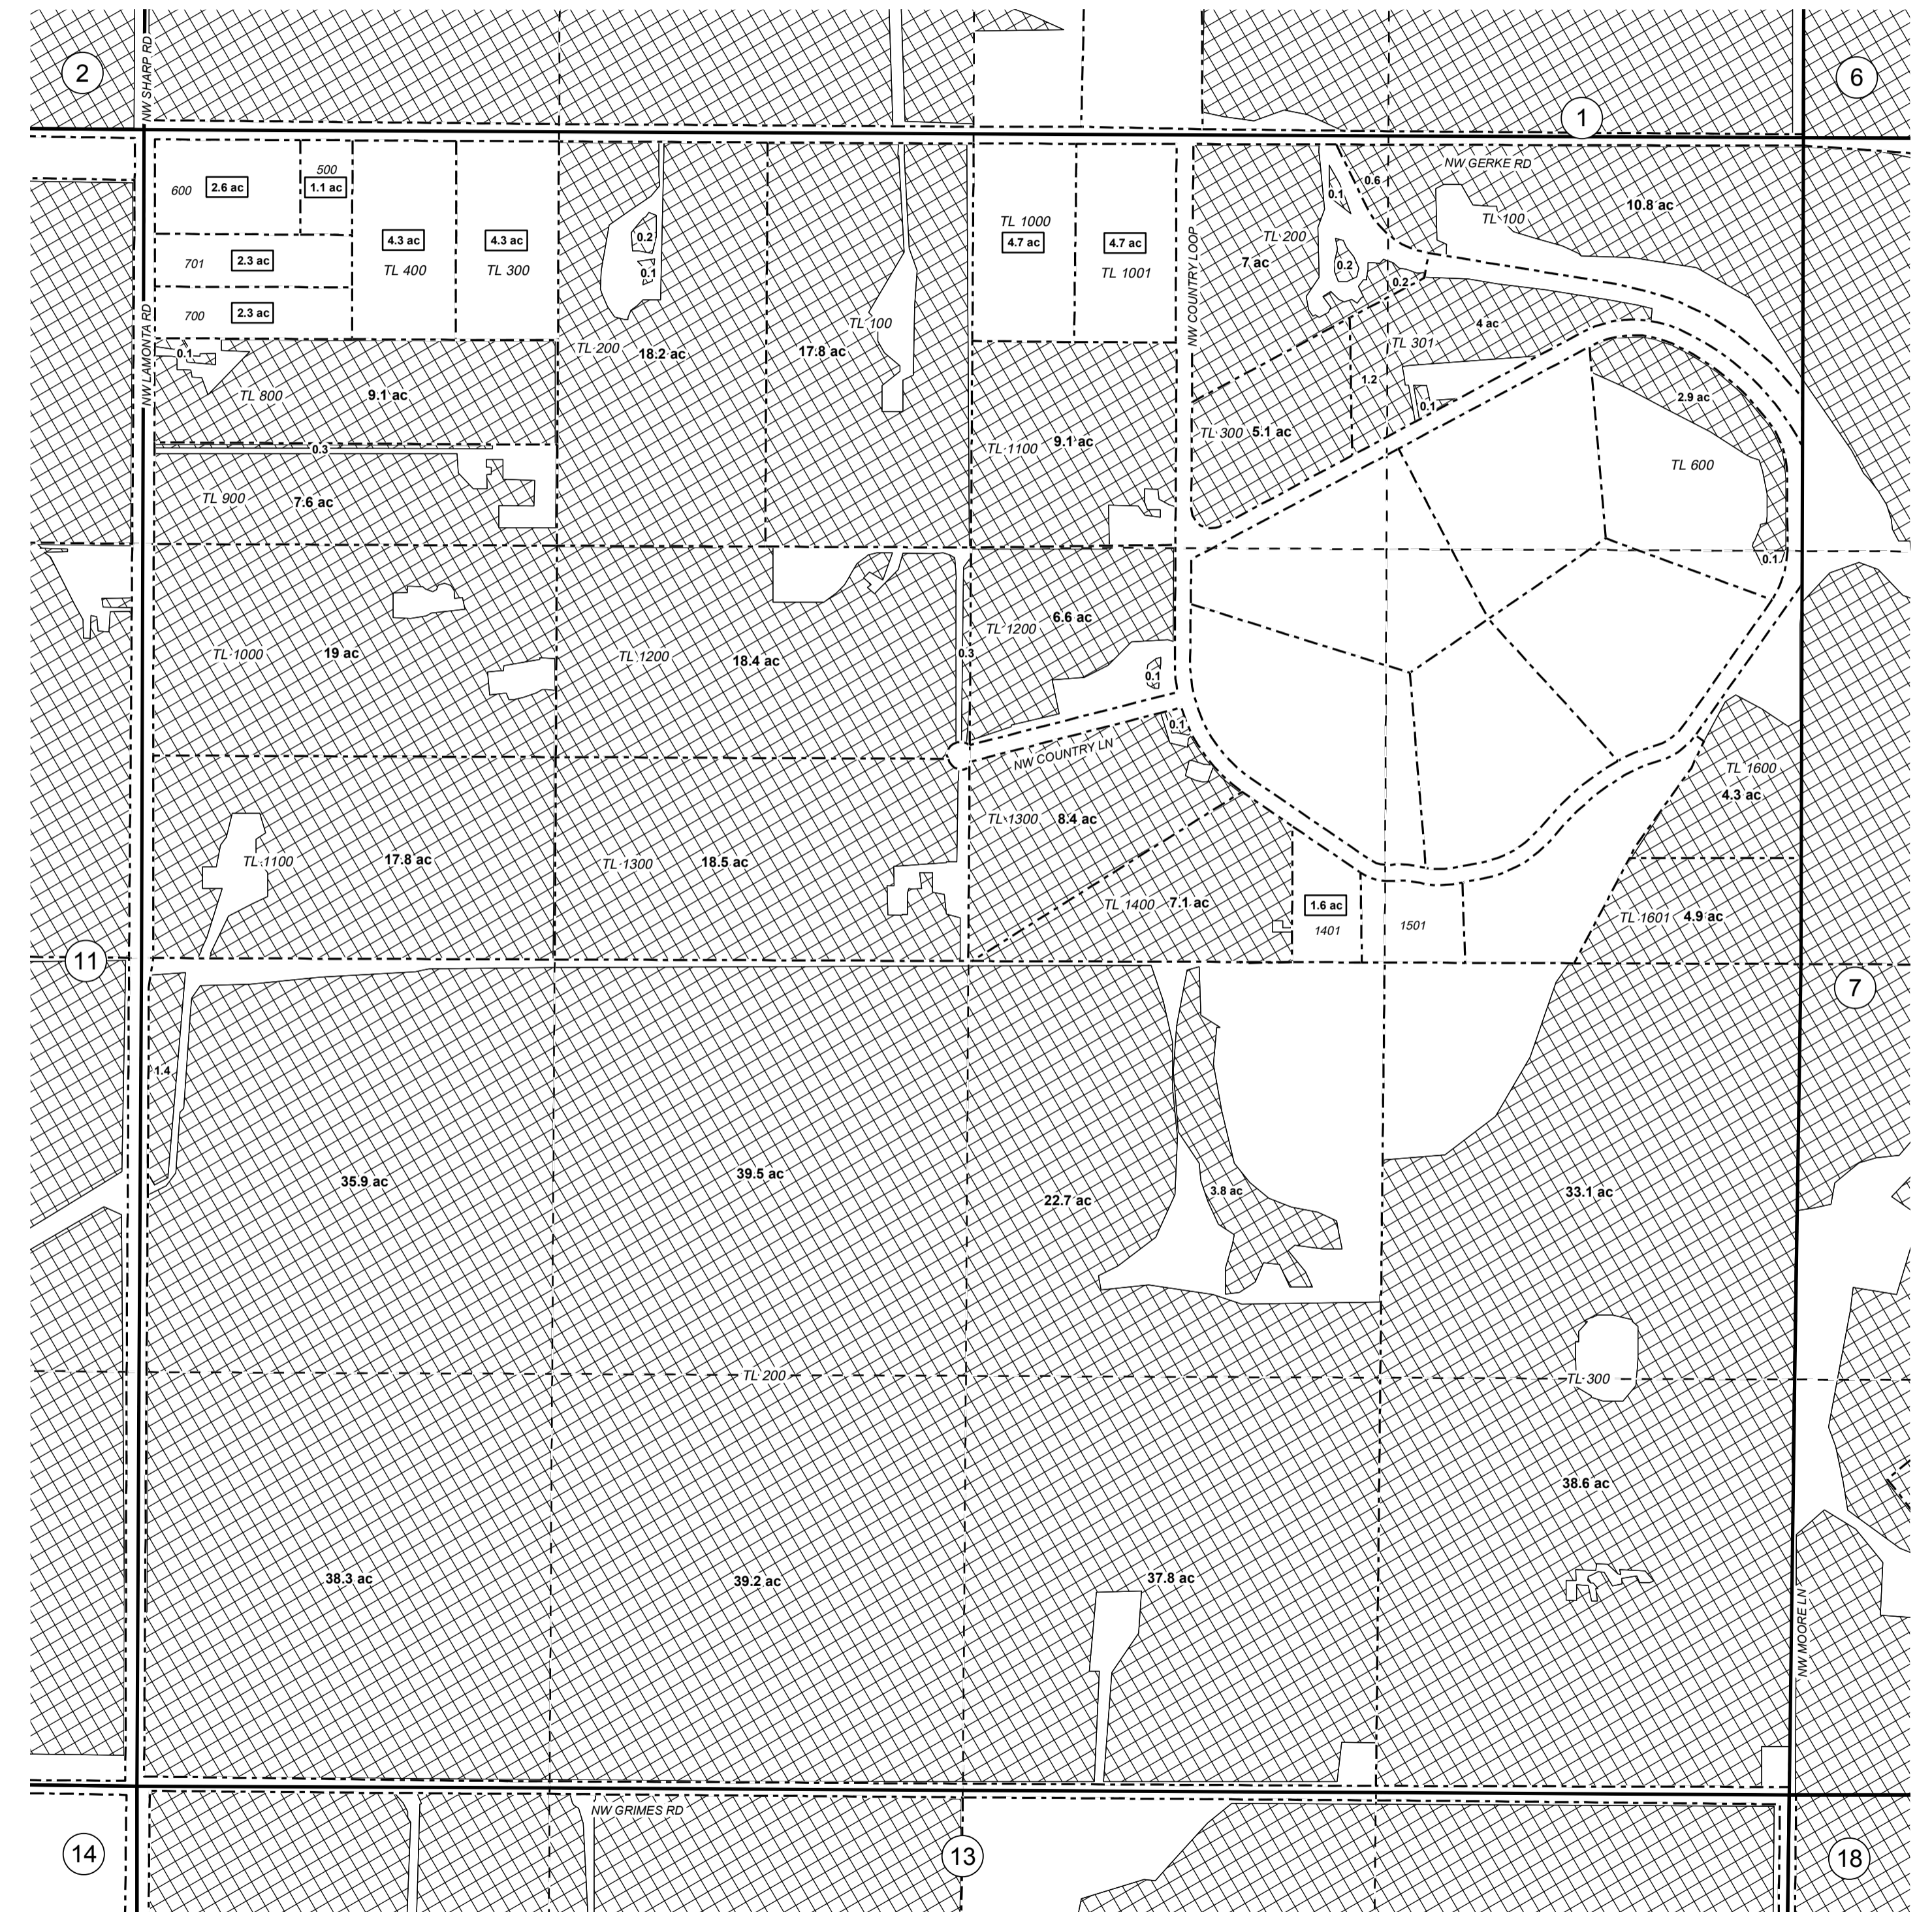 2
NW SHARP RD
6
1
NW GERKE RD
500
600
2.6 ac
1.1 ac
0.6
0.1
10.8 ac
TL 100
TL 1000
4.3 ac
4.3 ac
0.2
4.7 ac
4.7 ac
TL 200
7 ac
701
2.3 ac
TL 400
TL 300
0.1
TL 1001
0.2
0.2
NW COUNTRY LOOP
700
2.3 ac
NW LAMONTA RD
TL 100
4 ac
0.1
TL 200
18.2 ac
17.8 ac
TL 301
TL 800
9.1 ac
1.2
2.9 ac
0.1
0.3
TL 1100
9.1 ac
TL 300
5.1 ac
TL 600
TL 900
7.6 ac
0.1
TL 1200
6.6 ac
TL 1000
19 ac
TL 1200
18.4 ac
0.3
0.1
0.1
NW COUNTRY LN
TL 1600
4.3 ac
TL 1300
8.4 ac
TL 1100
17.8 ac
TL 1300
18.5 ac
TL 1400
7.1 ac
1.6 ac
1401
1501
TL 1601
4.9 ac
11
7
1.4
35.9 ac
39.5 ac
22.7 ac
3.8 ac
33.1 ac
TL 200
TL 300
38.6 ac
38.3 ac
39.2 ac
37.8 ac
NW MOORE LN
NW GRIMES RD
14
13
18